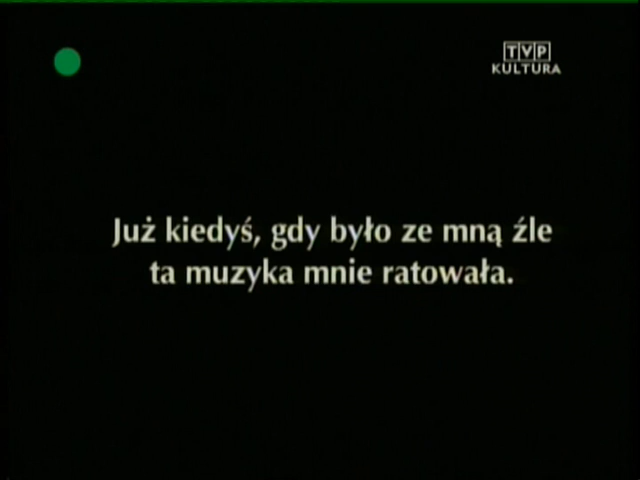 TVP
KULTURA
Już kiedyś, gdy było ze mną źle
ta muzyka mnie ratowała.